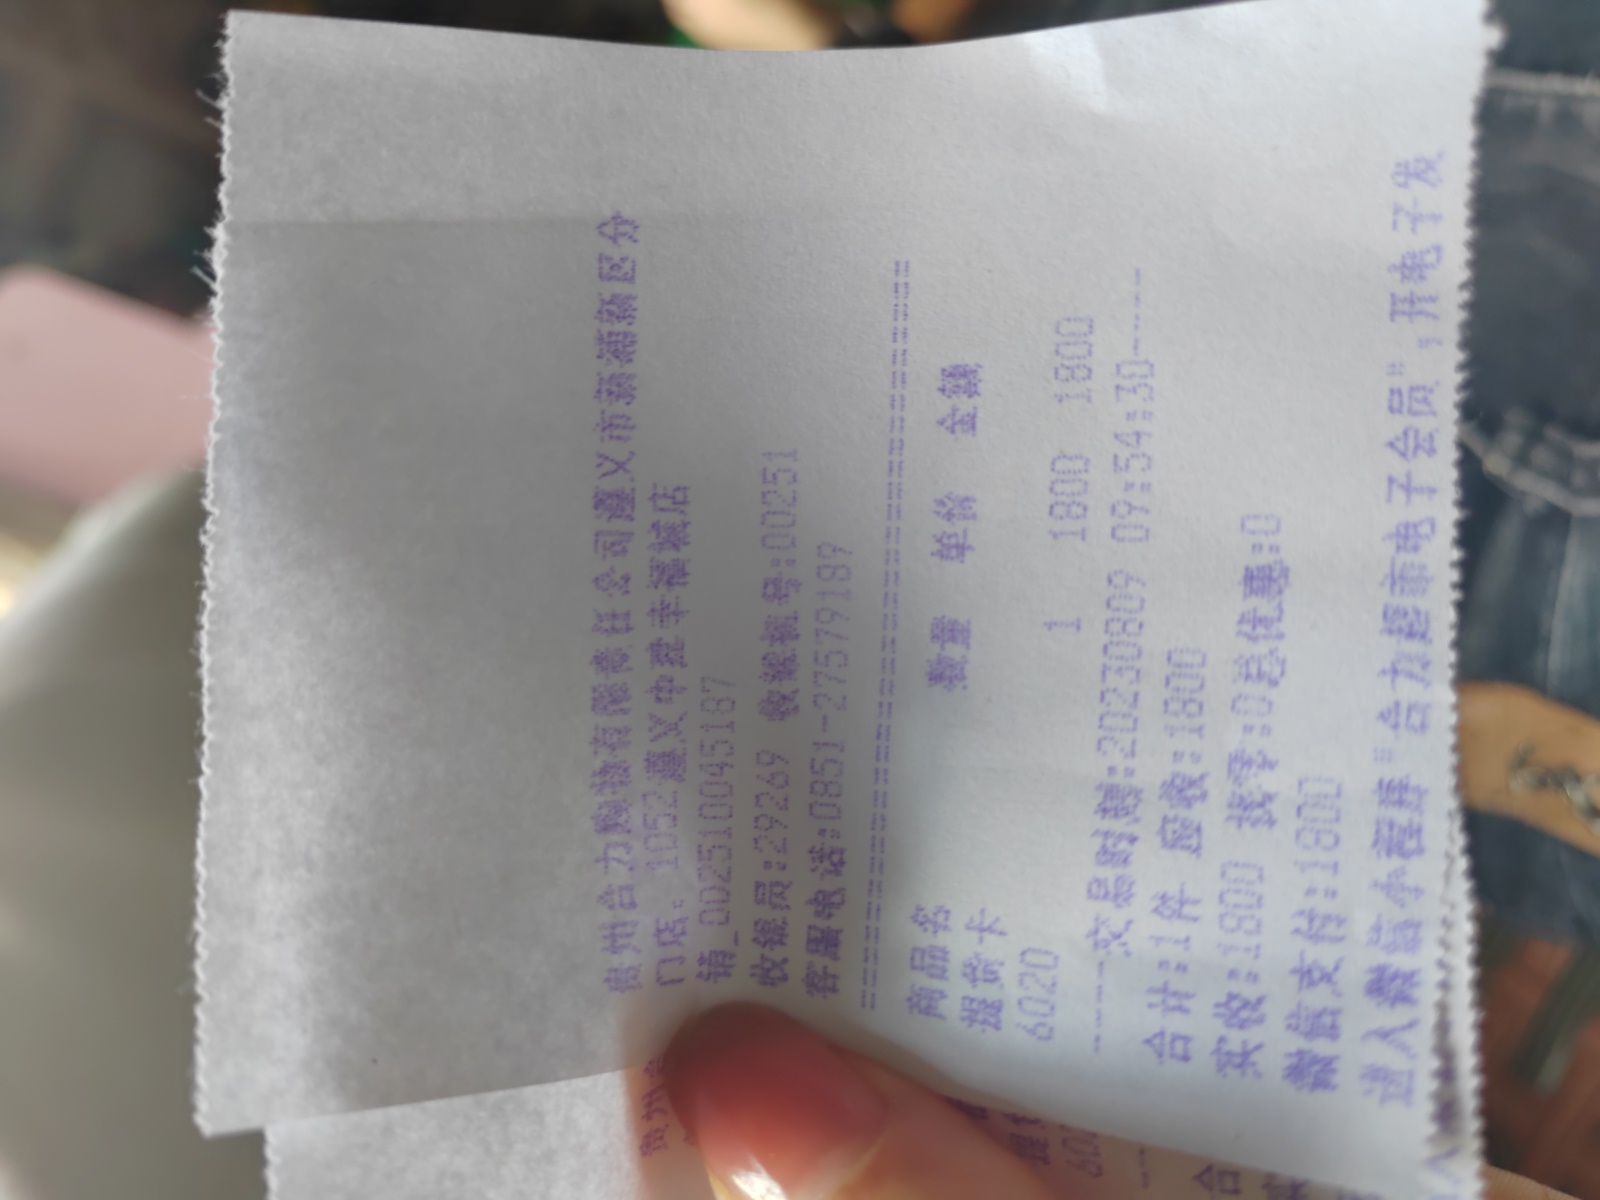 贵州合力购物有限责任公司遵义市新浦新区分
门店: 1052遵义中建幸福城店
销_002510045187
收银员:29269 收银机号:00251
客服电话:0851-27579189
================================
商品名 数量 单价 金额
提货卡
6020 1 1800 1800
-----交易时间:20230809 09:54:30-----
合计:1件 应收:1800
实收:1800 找零:0总优惠:0
微信支付:1800
进入微信小程序"合力超市电子会员",开电子发
贵州合